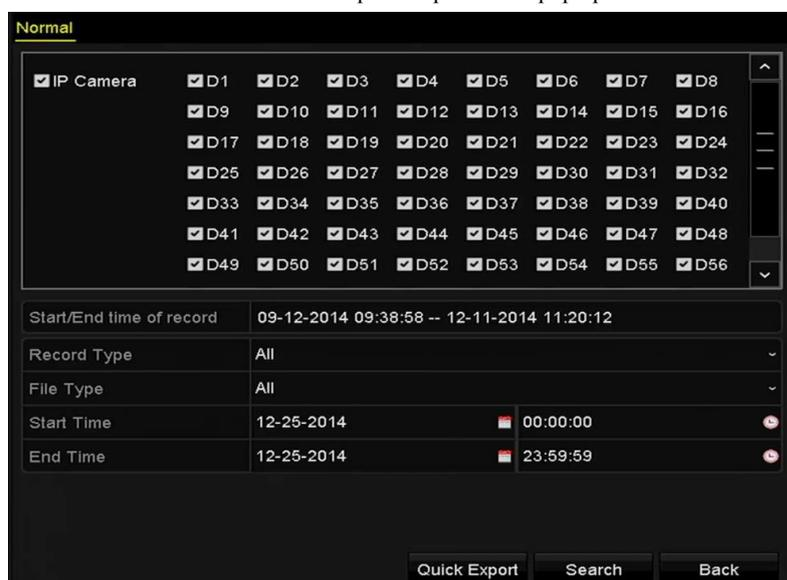 Normal
IP Camera D1 D2 D3 D4 D5 D6 D7 D8
D9 D10 D11 D12 D13 D14 D15 D16
D17 D18 D19 D20 D21 D22 D23 D24
D25 D26 D27 D28 D29 D30 D31 D32
D33 D34 D35 D36 D37 D38 D39 D40
D41 D42 D43 D44 D45 D46 D47 D48
D49 D50 D51 D52 D53 D54 D55 D56
Start/End time of record 09-12-2014 09:38:58 -- 12-11-2014 11:20:12
Record Type All
File Type All
Start Time 12-25-2014 00:00:00
End Time 12-25-2014 23:59:59
Quick Export Search Back